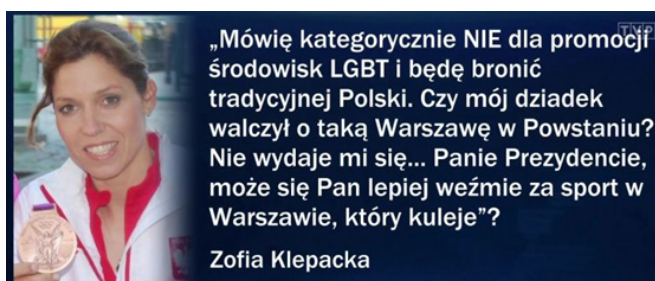 TVP
„Mówię kategorycznie NIE dla promocji
środowisk LGBT i będę bronić
tradycyjnej Polski. Czy mój dziadek
walczył o taką Warszawę w Powstaniu?
Nie wydaje mi się... Panie Prezydencie,
może się Pan lepiej weźmie za sport w
Warszawie, który kuleje”?
Zofia Klepacka